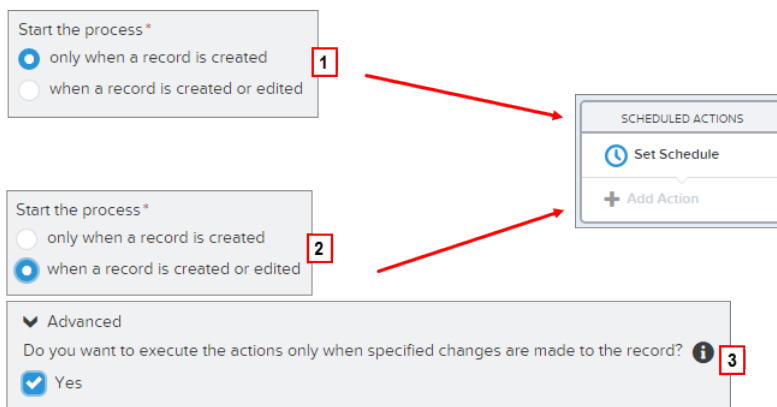 Start the process*
only when a record is created
1
when a record is created or edited
SCHEDULED ACTIONS
Set Schedule
Add Action
Start the process*
only when a record is created
2
when a record is created or edited
Advanced
Do you want to execute the actions only when specified changes are made to the record?
3
Yes